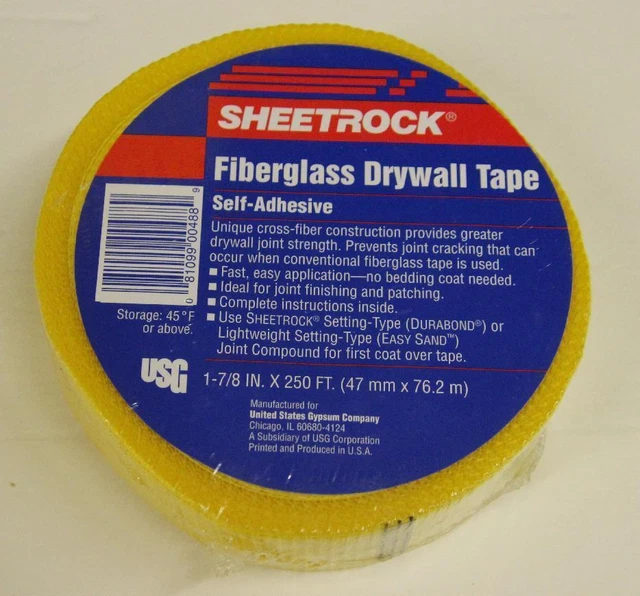 SHEETROCK®
Fiberglass Drywall Tape
Self-Adhesive
Unique cross-fiber construction provides greater
drywall joint strength. Prevents joint cracking that can
occur when conventional fiberglass tape is used.
■ Fast, easy application—no bedding coat needed.
■ Ideal for joint finishing and patching.
■ Complete instructions inside.
■ Use SHEETROCK® Setting-Type (DURABOND®) or
Lightweight Setting-Type (EASY SAND™)
Joint Compound for first coat over tape.
1-7/8 IN. X 250 FT. (47 mm x 76.2 m)
Manufactured for
United States Gypsum Company
Chicago, IL 60680-4124
A Subsidiary of USG Corporation
Printed and Produced in U.S.A.
0 81099 00488 9
Storage: 45°F
or above.
USG